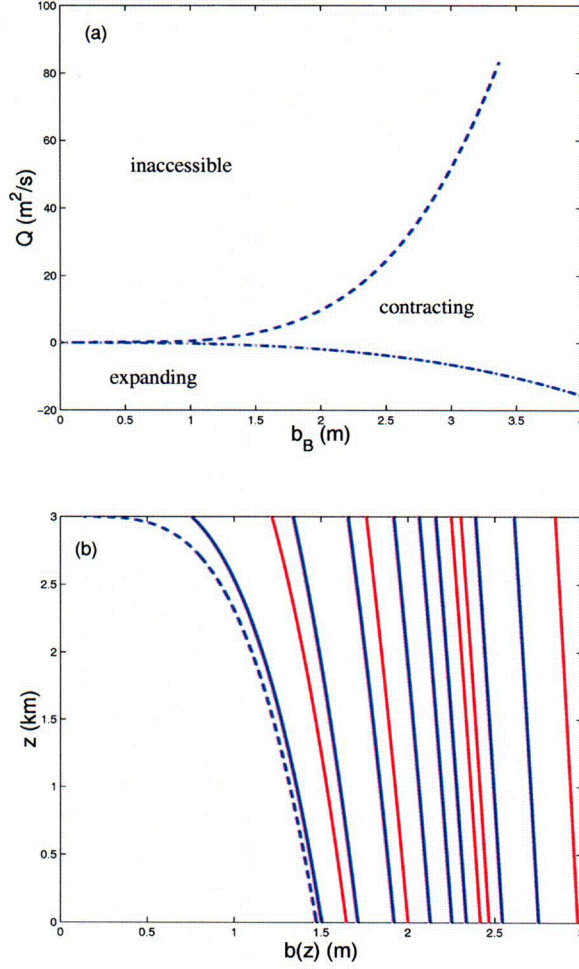 100
(a)
80
60
inaccessible
Q (m²/s)
40
20
contracting
0
expanding
-20
0 0.5 1 1.5 2 2.5 3 3.5 4
b_B (m)
3
(b)
2.5
2
z (km)
1.5
1
0.5
0
0 0.5 1 1.5 2 2.5 3
b(z) (m)